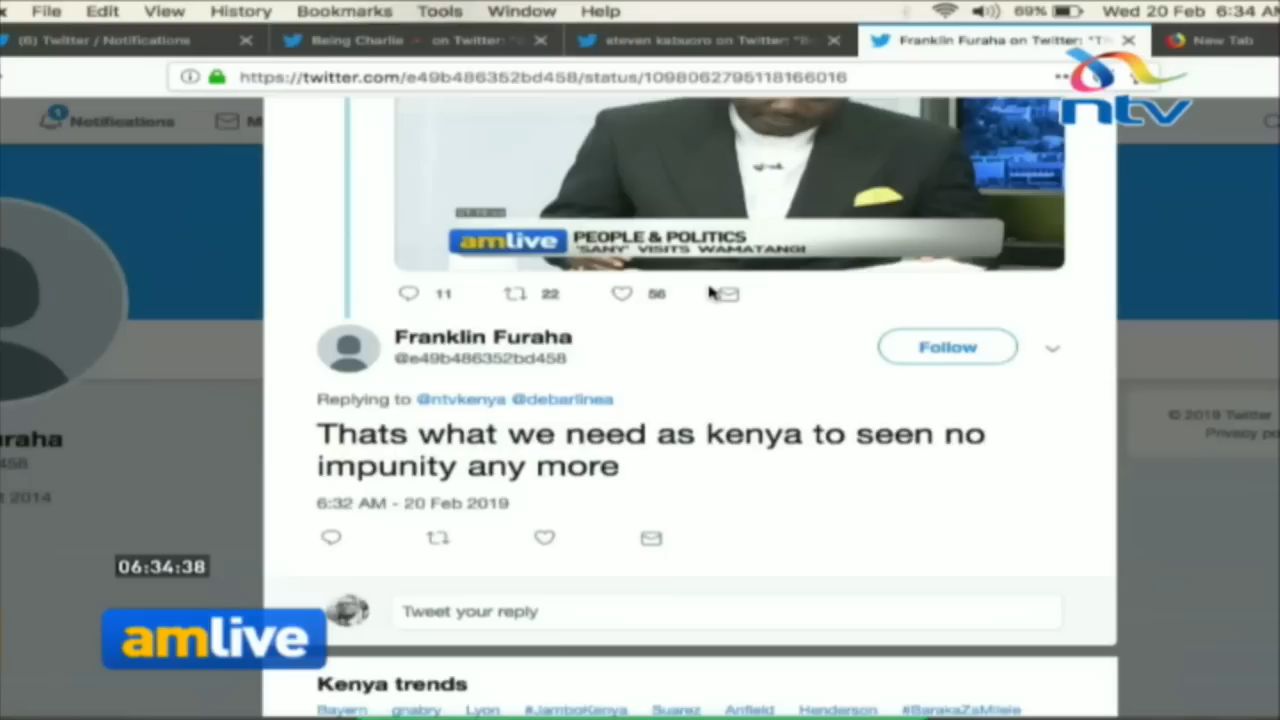 File Edit View History Bookmarks Tools Window Help 69% Wed 20 Feb 6:34 AM
(6) Twitter / Notifications
Being Charlie on Twitter: "
steven kabuoro on Twitter: "
Franklin Furaha on Twitter: "T
New Tab
https://twitter.com/e49b486352bd458/status/1098062795118166016
ntv
1
Notifications
M
amlive PEOPLE & POLITICS
'SANY' VISITS WAMATANGI
11 22 56
Franklin Furaha
@e49b486352bd458
Follow
Replying to @ntvkenya @debarlinea
Thats what we need as kenya to seen no
impunity any more
6:32 AM - 20 Feb 2019
uraha
458
t 2014
© 2019 Twitter
Privacy po
06:34:38
amlive
Tweet your reply
Kenya trends
Bayern gnabry Lyon #JamboKenya Suarez Anfield Henderson #BarakaZaMilele